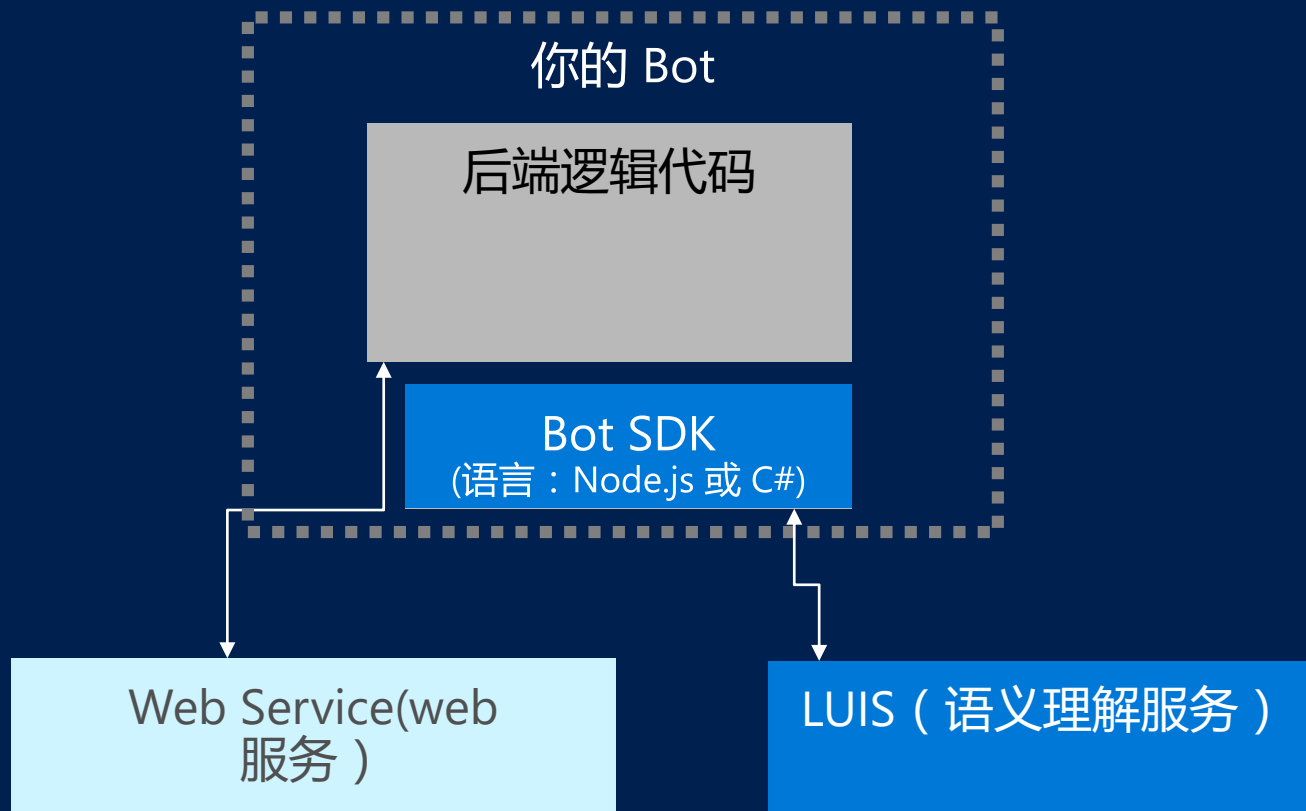 你的 Bot
后端逻辑代码
Bot SDK
(语言：Node.js 或 C#)
Web Service(web
服务）
LUIS（语义理解服务）